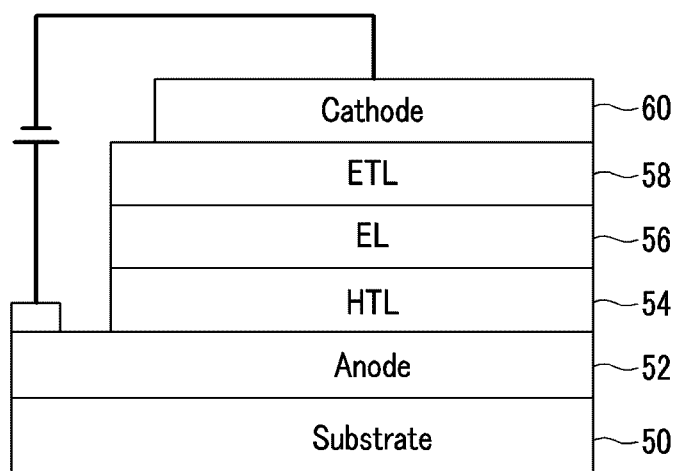 Cathode 60
ETL 58
EL 56
HTL 54
Anode 52
Substrate 50